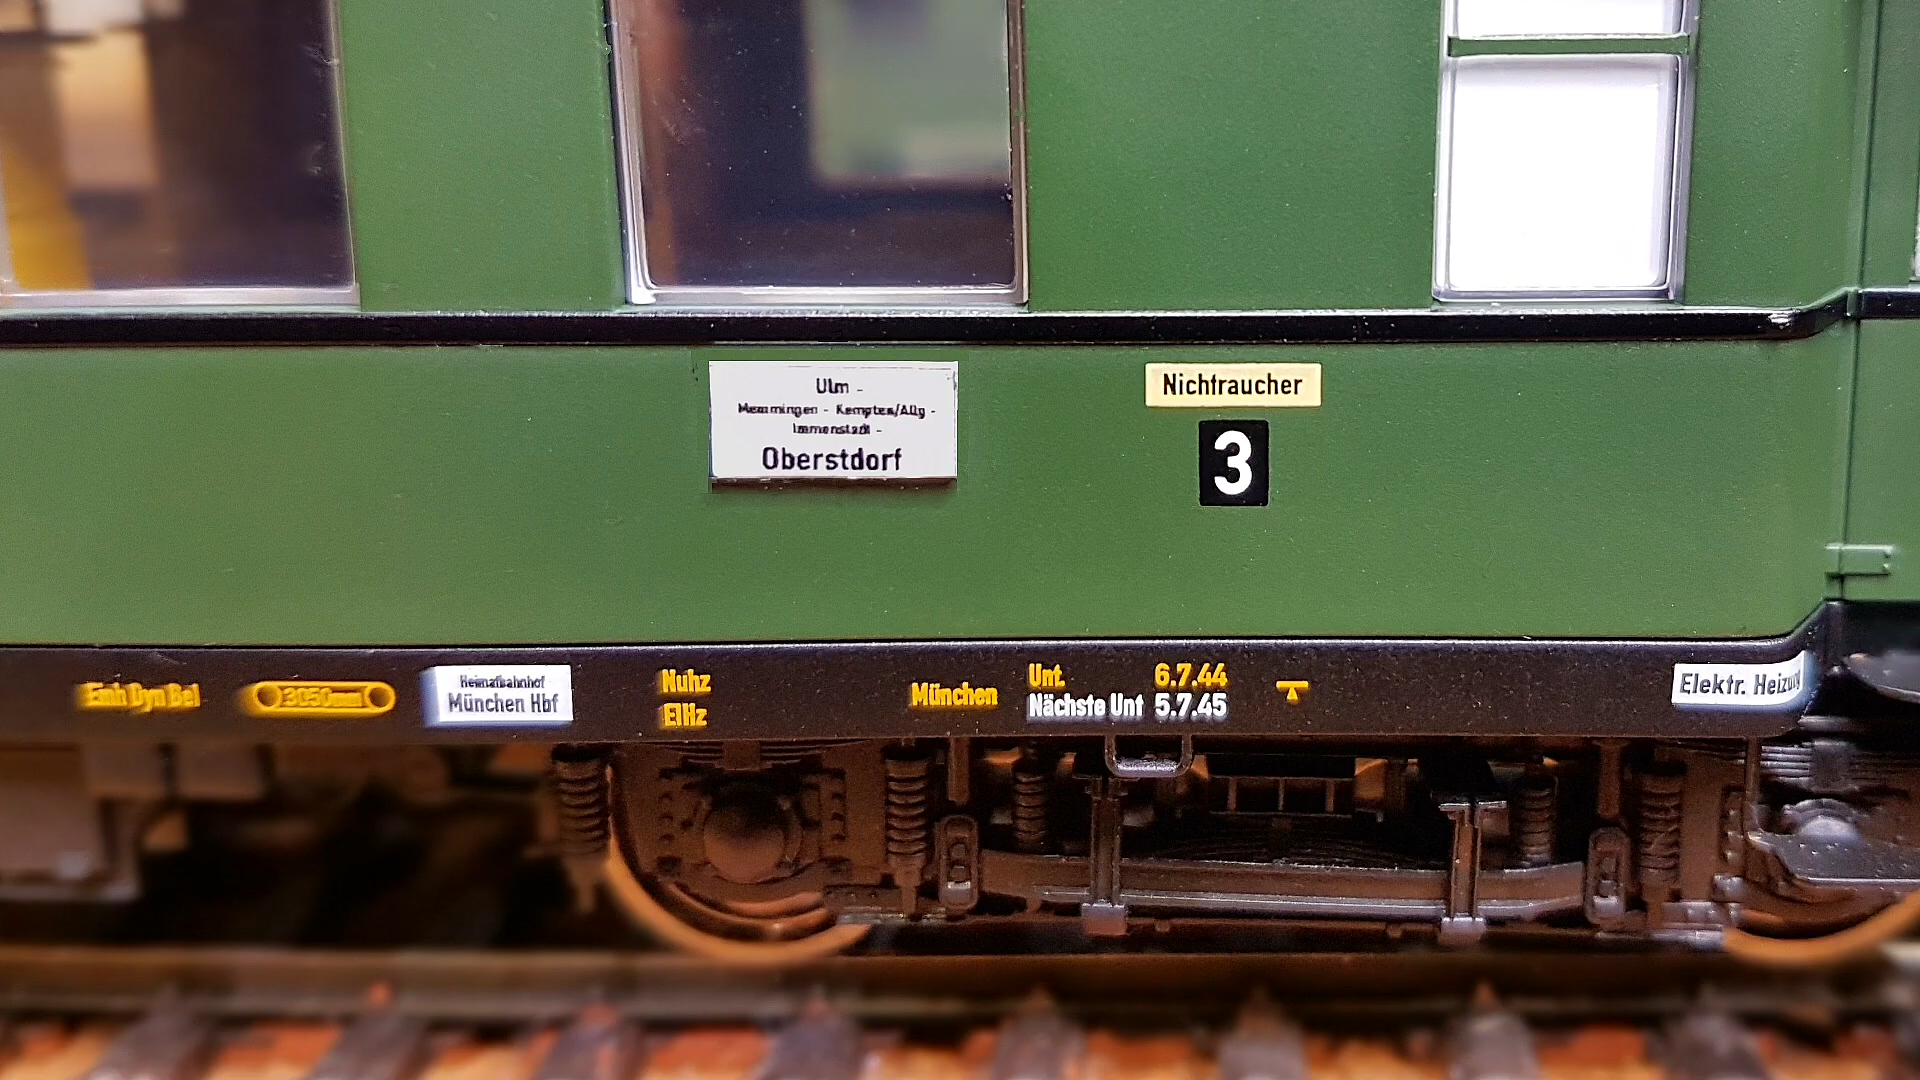 Ulm -
Memmingen - Kempten/Allg -
Immenstadt -
Oberstdorf
Nichtraucher
3
Einh Dyn Bel
3050mm
Heimatbahnhof
München Hbf
Nuhz
ElHz
München
Unt. 6.7.44
Nächste Unt 5.7.45
Elektr. Heizung